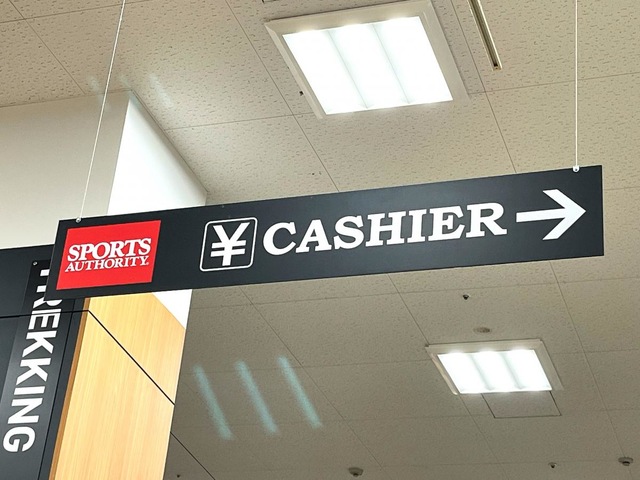 SPORTS
AUTHORITY.
¥ CASHIER →
TREKKING